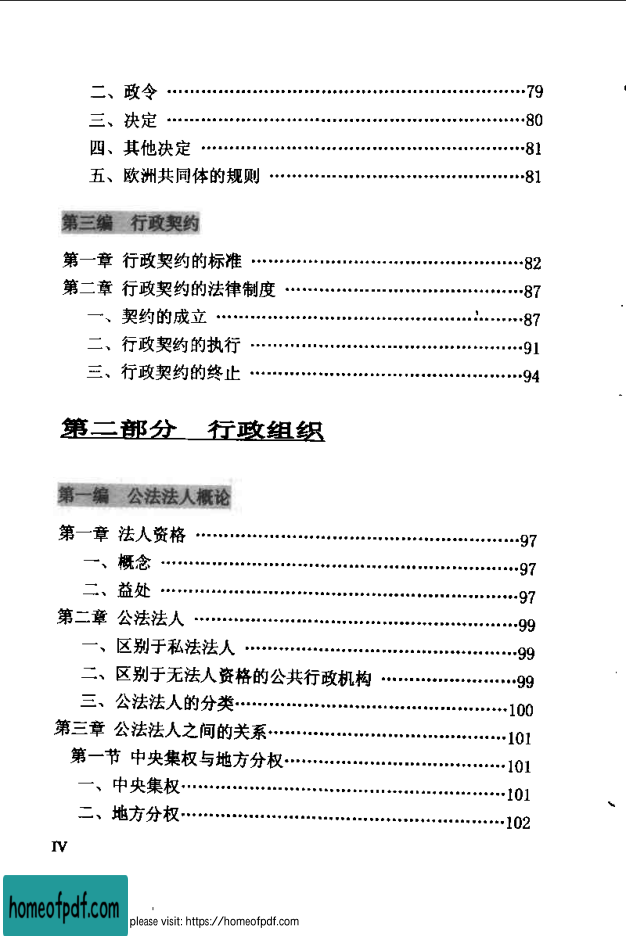 二、政令 ……………………………………………………79
三、决定 ……………………………………………………80
四、其他决定 ………………………………………………81
五、欧洲共同体的规则 ……………………………………81
第三编 行政契约
第一章 行政契约的标准 …………………………………82
第二章 行政契约的法律制度 ……………………………87
一、契约的成立 ……………………………………………87
二、行政契约的执行 ………………………………………91
三、行政契约的终止 ………………………………………94
第二部分 行政组织
第一编 公法法人概论
第一章 法人资格 …………………………………………97
一、概念 ……………………………………………………97
二、益处 ……………………………………………………97
第二章 公法法人 …………………………………………99
一、区别于私法法人 ………………………………………99
二、区别于无法人资格的公共行政机构 …………………99
三、公法法人的分类………………………………………100
第三章 公法法人之间的关系………………………………101
第一节 中央集权与地方分权………………………………101
一、中央集权………………………………………………101
二、地方分权………………………………………………102
IV
homeofpdf.com
please visit: https://homeofpdf.com